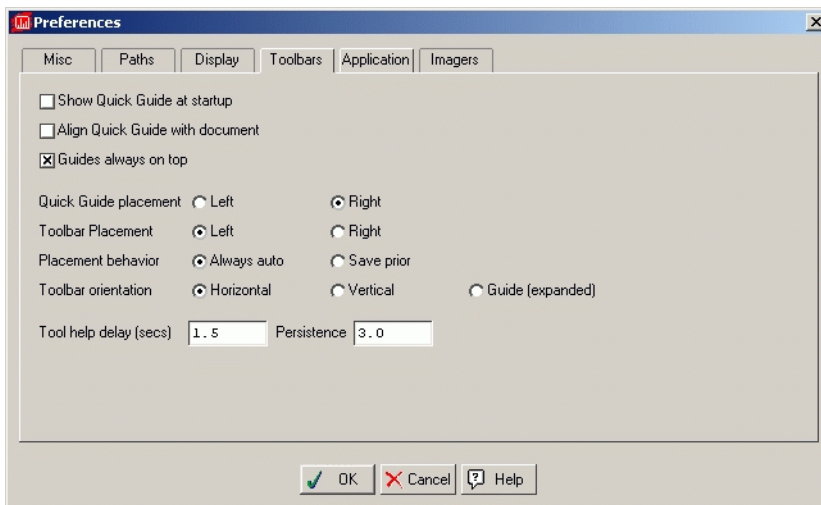 Preferences
Misc Paths Display Toolbars Application Imagers
Show Quick Guide at startup
Align Quick Guide with document
Guides always on top
Quick Guide placement Left Right
Toolbar Placement Left Right
Placement behavior Always auto Save prior
Toolbar orientation Horizontal Vertical Guide (expanded)
Tool help delay (secs) 1.5 Persistence 3.0
OK Cancel Help